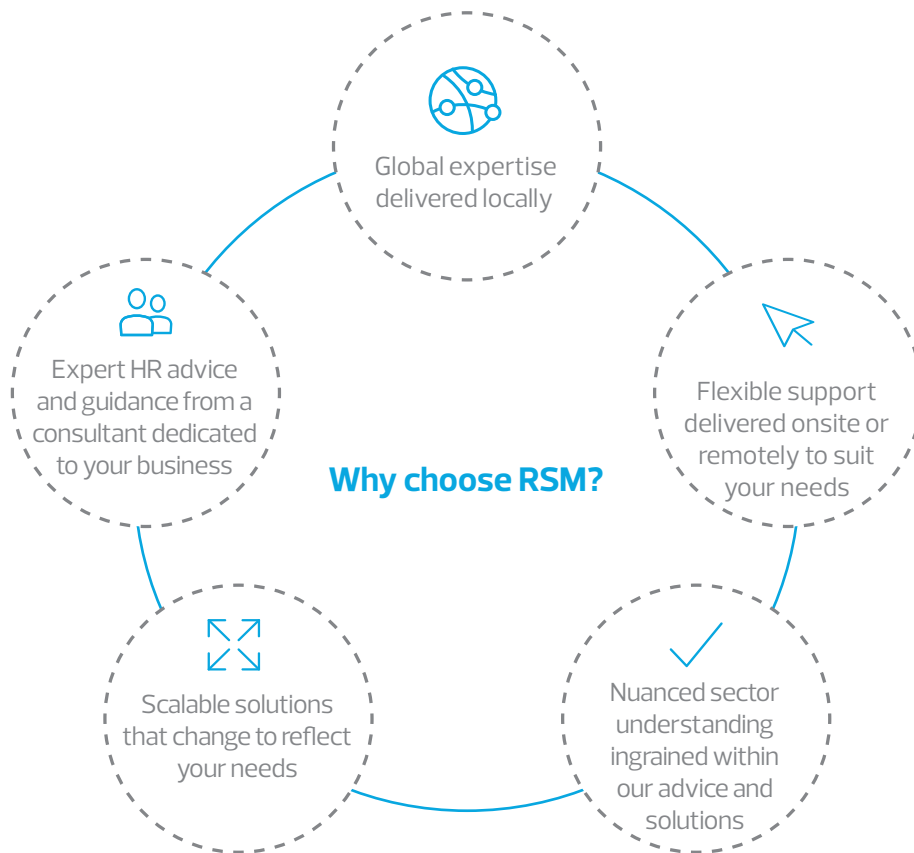 Global expertise
delivered locally
Expert HR advice
and guidance from a
consultant dedicated
to your business
Flexible support
delivered onsite or
remotely to suit
your needs
Why choose RSM?
Scalable solutions
that change to reflect
your needs
Nuanced sector
understanding
ingrained within
our advice and
solutions